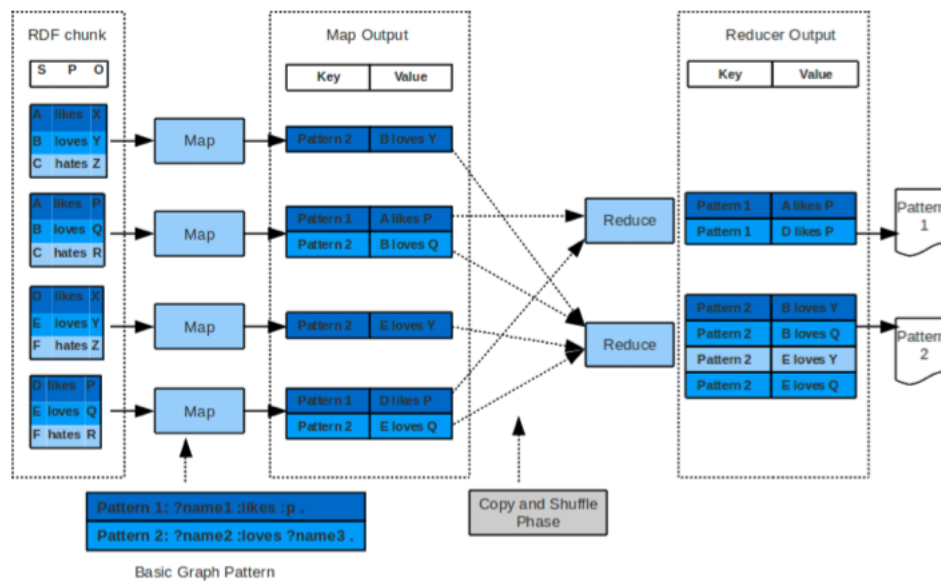 RDF chunk
S P O
A likes X
B loves Y
C hates Z
A likes P
B loves Q
C hates R
D likes X
E loves Y
F hates Z
D likes P
E loves Q
F hates R
Map
Map
Map
Map
Map Output
Key Value
Pattern 2 B loves Y
Pattern 1 A likes P
Pattern 2 B loves Q
Pattern 2 E loves Y
Pattern 1 D likes P
Pattern 2 E loves Q
Reduce
Reduce
Reducer Output
Key Value
Pattern 1 A likes P
Pattern 1 D likes P
Pattern 2 B loves Y
Pattern 2 B loves Q
Pattern 2 E loves Y
Pattern 2 E loves Q
Pattern
1
Pattern
2
Pattern 1: ?name1 :likes :p .
Pattern 2: ?name2 :loves ?name3 .
Basic Graph Pattern
Copy and Shuffle
Phase